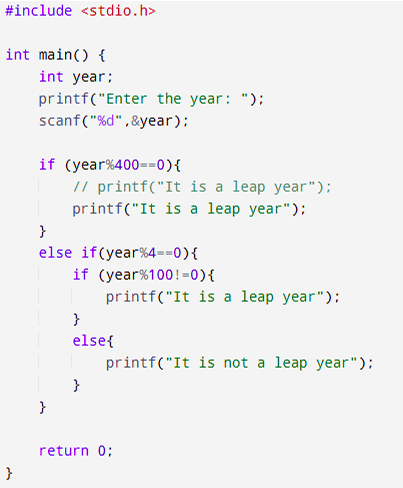 #include <stdio.h>
int main() {
    int year;
    printf("Enter the year: ");
    scanf("%d",&year);
    if (year%400==0){
        // printf("It is a leap year");
        printf("It is a leap year");
    }
    else if(year%4==0){
        if (year%100!=0){
            printf("It is a leap year");
        }
        else{
            printf("It is not a leap year");
        }
    }
    return 0;
}